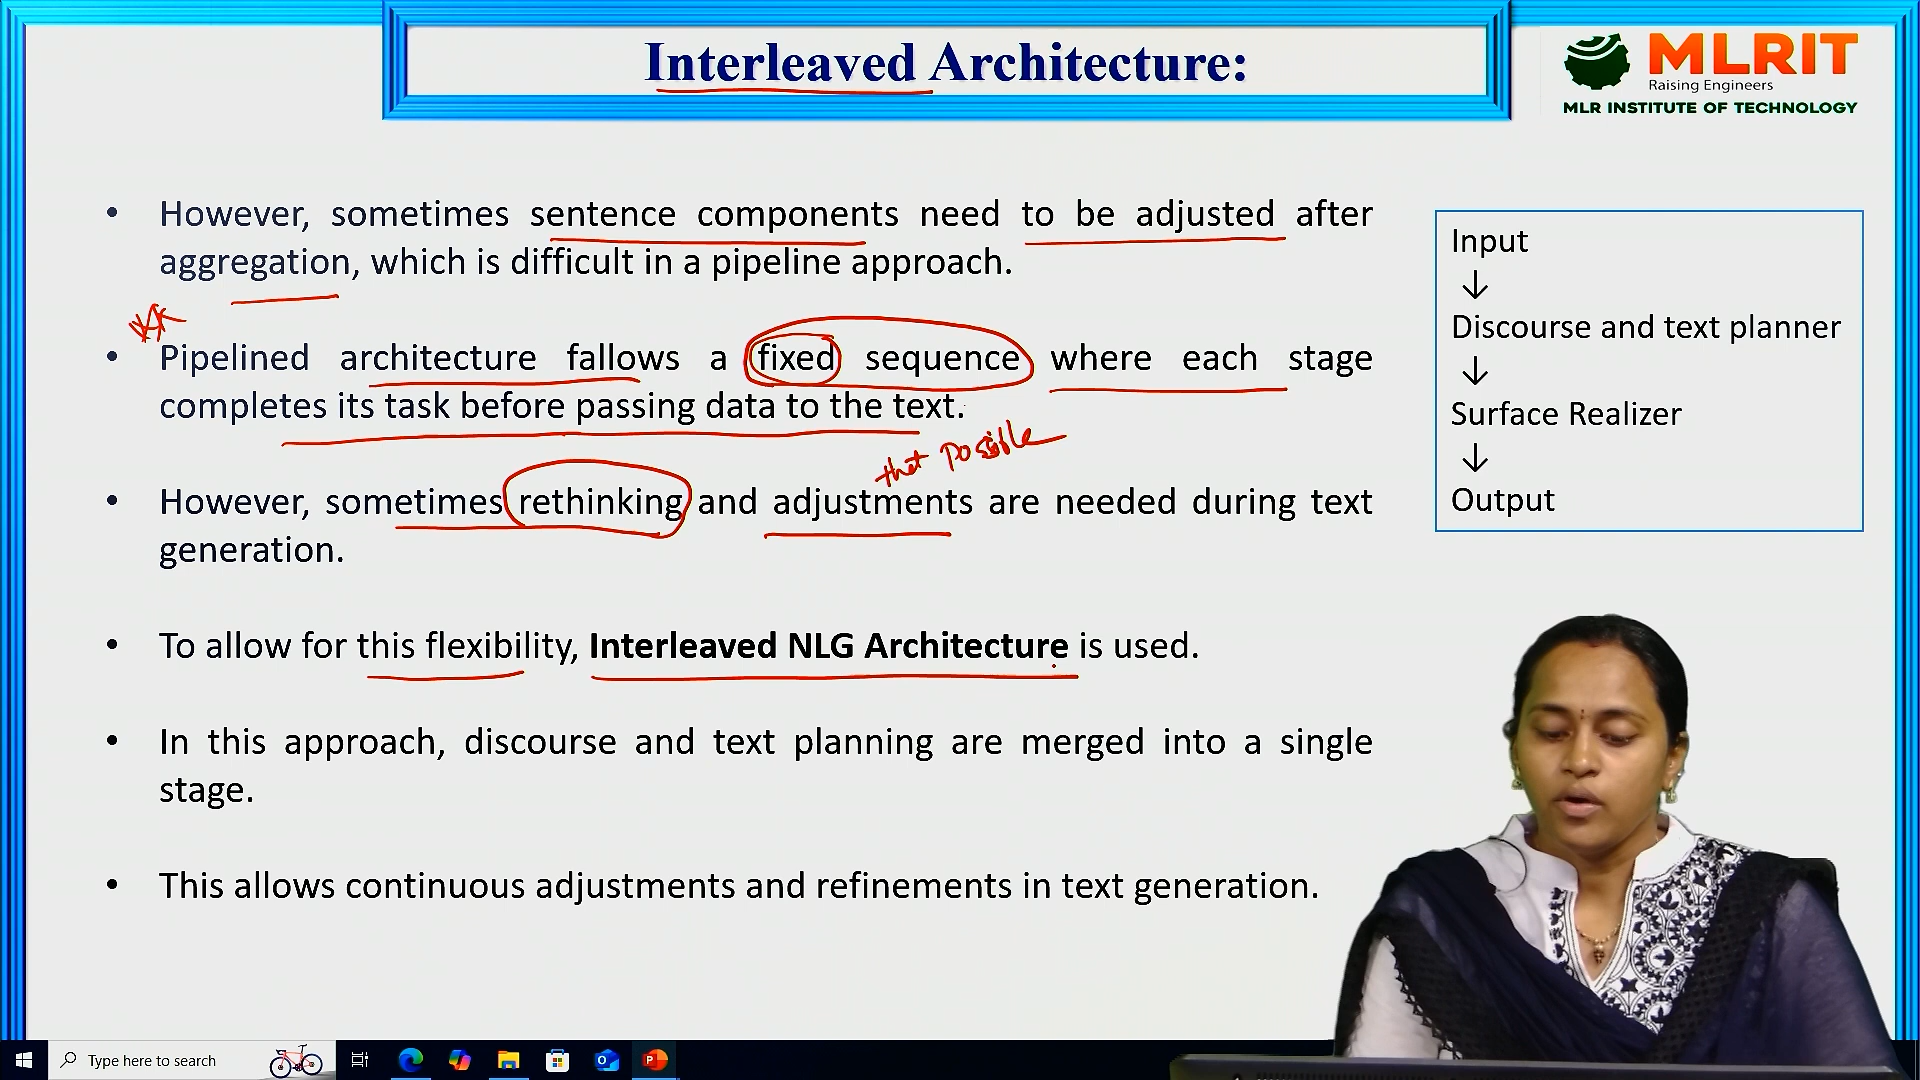 Interleaved Architecture:
MLRIT
Raising Engineers
MLR INSTITUTE OF TECHNOLOGY
• However, sometimes sentence components need to be adjusted after
aggregation, which is difficult in a pipeline approach.
• Pipelined architecture fallows a fixed sequence where each stage
completes its task before passing data to the text.
that possible
• However, sometimes rethinking and adjustments are needed during text
generation.
• To allow for this flexibility, Interleaved NLG Architecture is used.
• In this approach, discourse and text planning are merged into a single
stage.
• This allows continuous adjustments and refinements in text generation.
Input
↓
Discourse and text planner
↓
Surface Realizer
↓
Output
Type here to search